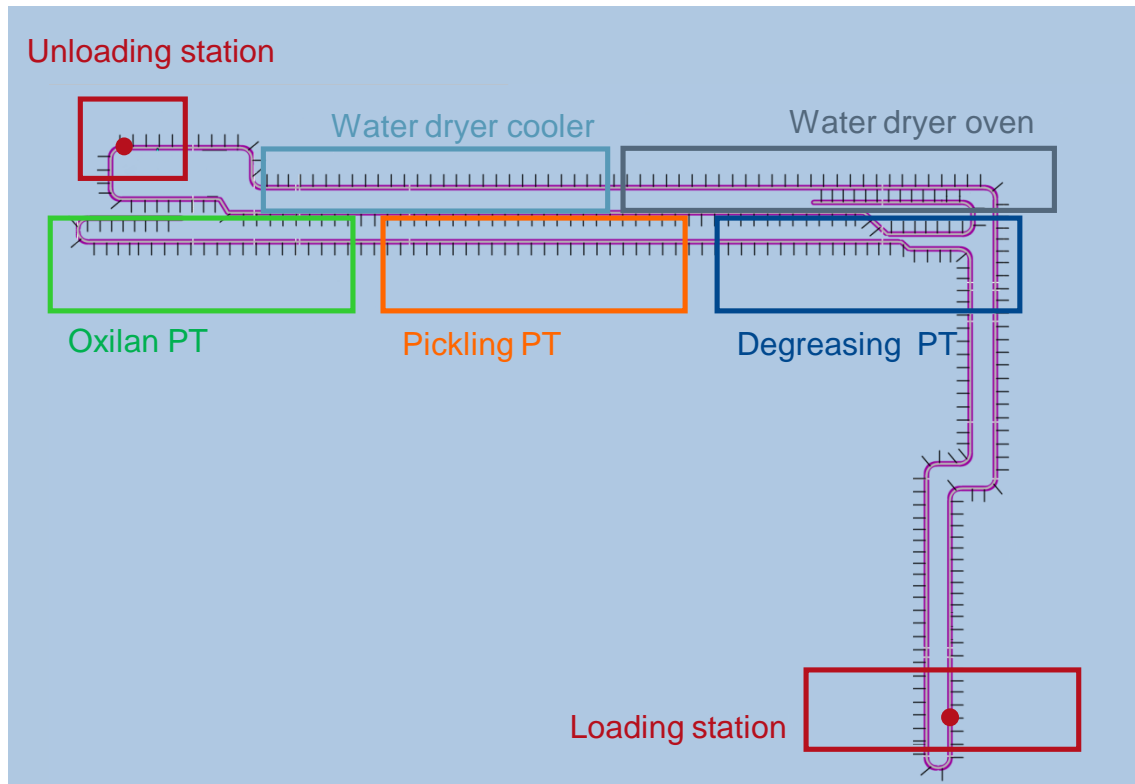 Unloading station
Water dryer cooler
Water dryer oven
Oxilan PT
Pickling PT
Degreasing PT
Loading station